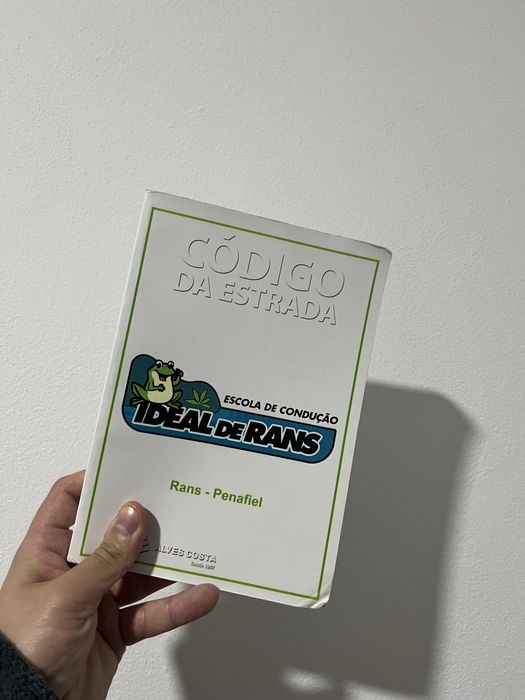 CÓDIGO
DA ESTRADA
ESCOLA DE CONDUÇÃO
IDEAL DE RANS
Rans - Penafiel
ALVES COSTA